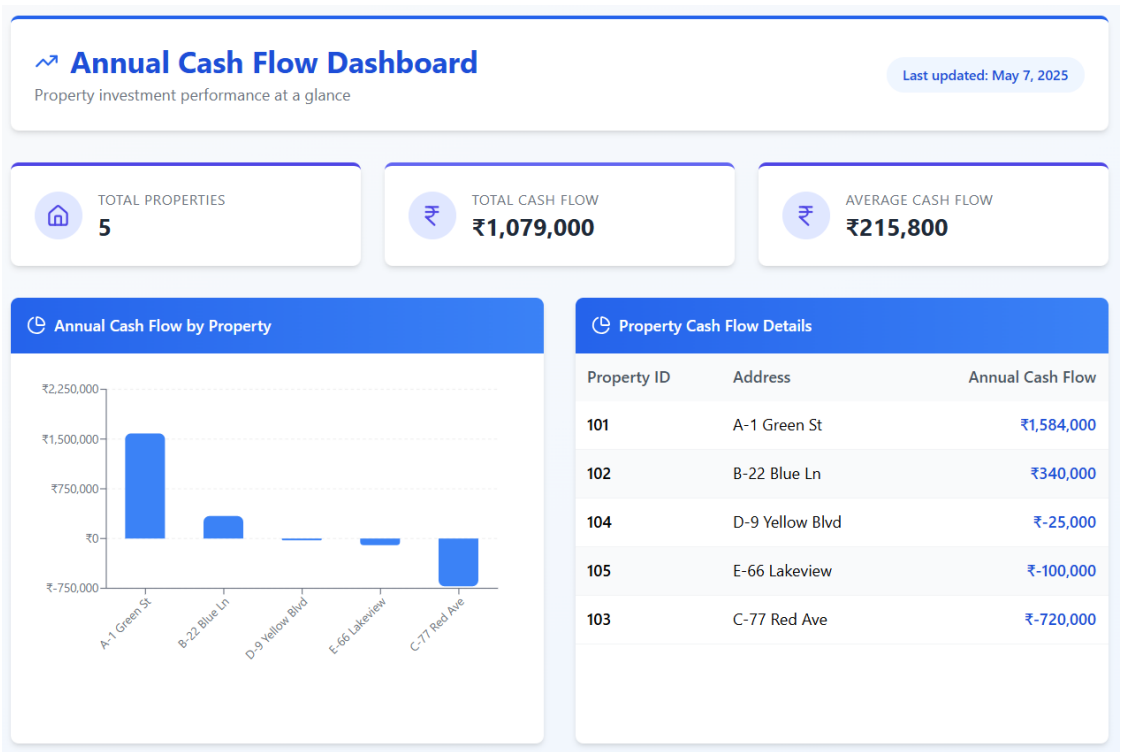 Annual Cash Flow Dashboard
Property investment performance at a glance
Last updated: May 7, 2025
TOTAL PROPERTIES
5
TOTAL CASH FLOW
₹1,079,000
AVERAGE CASH FLOW
₹215,800
Annual Cash Flow by Property
₹2,250,000
₹1,500,000
₹750,000
₹0
₹-750,000
A-1 Green St
B-22 Blue Ln
D-9 Yellow Blvd
E-66 Lakeview
C-77 Red Ave
Property Cash Flow Details
Property ID Address Annual Cash Flow
101 A-1 Green St ₹1,584,000
102 B-22 Blue Ln ₹340,000
104 D-9 Yellow Blvd ₹-25,000
105 E-66 Lakeview ₹-100,000
103 C-77 Red Ave ₹-720,000